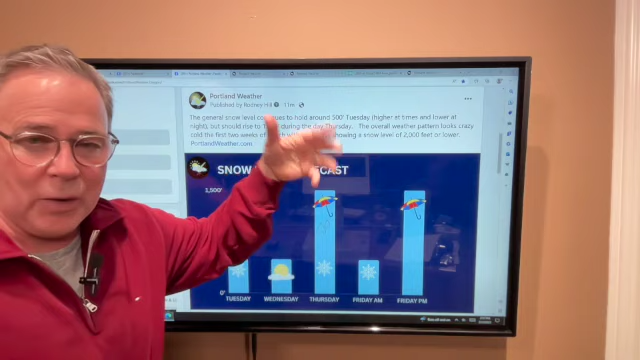 Portland Weather
Published by Rodney Hill · 11m ·
The general snow level continues to hold around 500' Tuesday (higher at times and lower at
night), but should rise to during the day Thursday. The overall weather pattern looks crazy
cold the first two weeks of showing a snow level of 2,000 feet or lower.
PortlandWeather.com
SNOW ECAST
1,500'
0'
TUESDAY WEDNESDAY THURSDAY FRIDAY AM FRIDAY PM